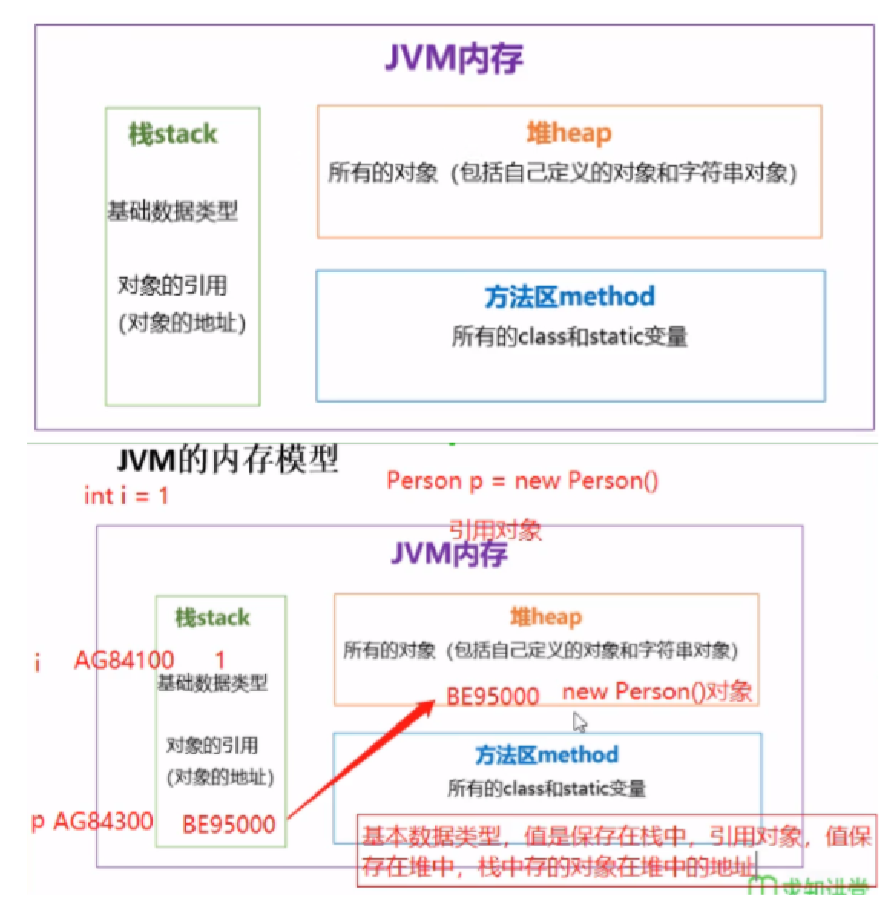 JVM内存
栈stack
堆heap
所有的对象（包括自己定义的对象和字符串对象）
基础数据类型
对象的引用
（对象的地址）
方法区method
所有的class和static变量
JVM的内存模型
int i = 1
Person p = new Person()
引用对象
JVM内存
栈stack
堆heap
所有的对象（包括自己定义的对象和字符串对象）
i AG84100 1
基础数据类型
BE95000 new Person()对象
对象的引用
（对象的地址）
方法区method
所有的class和static变量
p AG84300 BE95000
基本数据类型，值是保存在栈中，引用对象，值保
存在堆中，栈中存的对象在堆中的地址